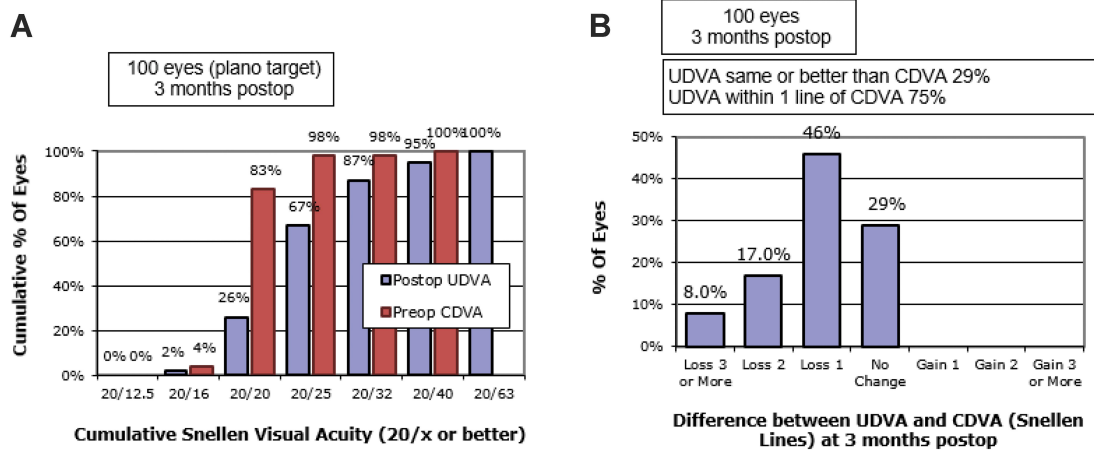 A
100 eyes (plano target)
3 months postop
Cumulative % Of Eyes
100%
80%
60%
40%
20%
0%
0% 0%
2% 4%
26% 83%
67% 98%
87% 98%
95% 100%
100%
Postop UDVA
Preop CDVA
20/12.5 20/16 20/20 20/25 20/32 20/40 20/63
Cumulative Snellen Visual Acuity (20/x or better)
B
100 eyes
3 months postop
UDVA same or better than CDVA 29%
UDVA within 1 line of CDVA 75%
% Of Eyes
50%
40%
30%
20%
10%
0%
8.0% 17.0% 46% 29%
Loss 3 or More
Loss 2
Loss 1
No Change
Gain 1
Gain 2
Gain 3 or More
Difference between UDVA and CDVA (Snellen
Lines) at 3 months postop